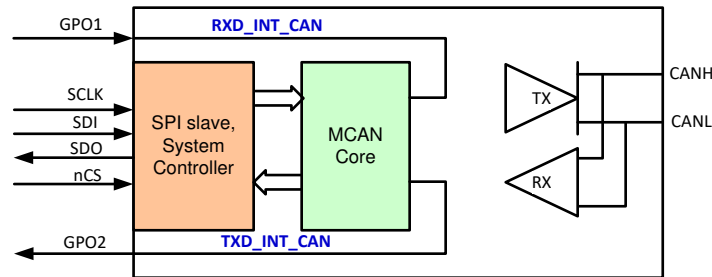 GPO1
RXD_INT_CAN
SCLK
SDI
SDO
nCS
SPI slave,
System
Controller
MCAN
Core
TX
RX
CANH
CANL
GPO2
TXD_INT_CAN